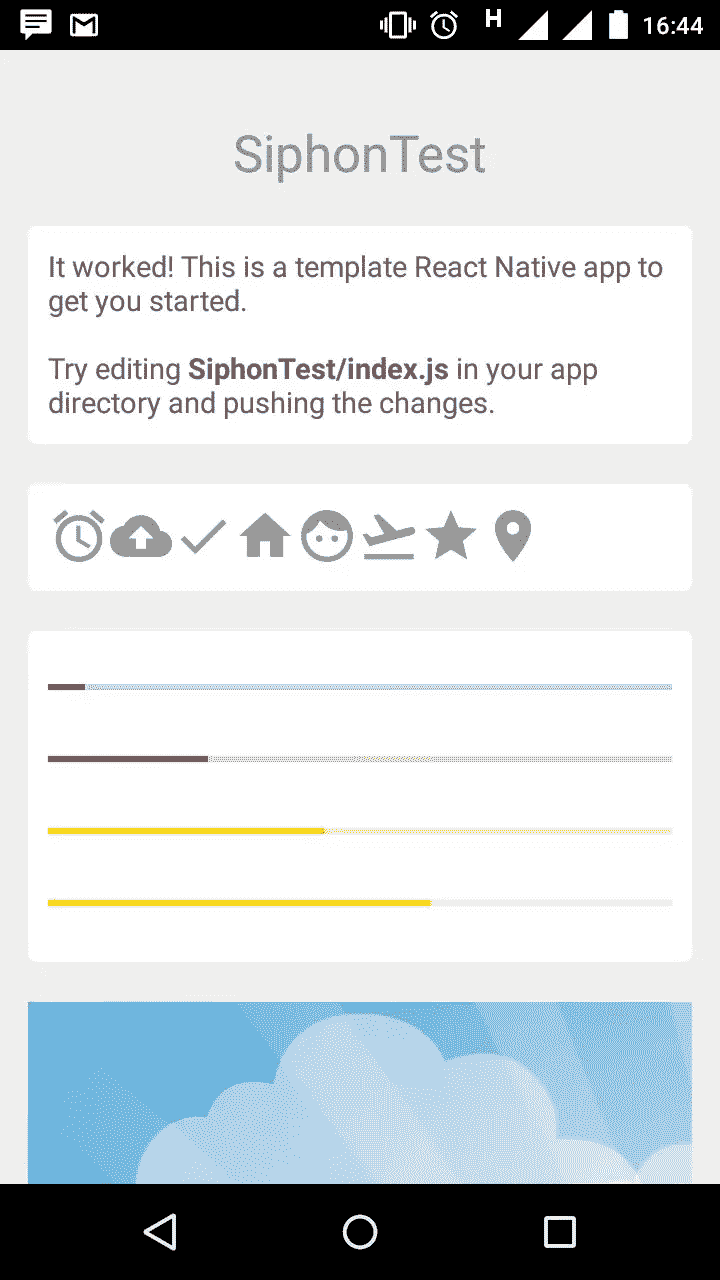 H
16:44
SiphonTest
It worked! This is a template React Native app to
get you started.
Try editing SiphonTest/index.js in your app
directory and pushing the changes.